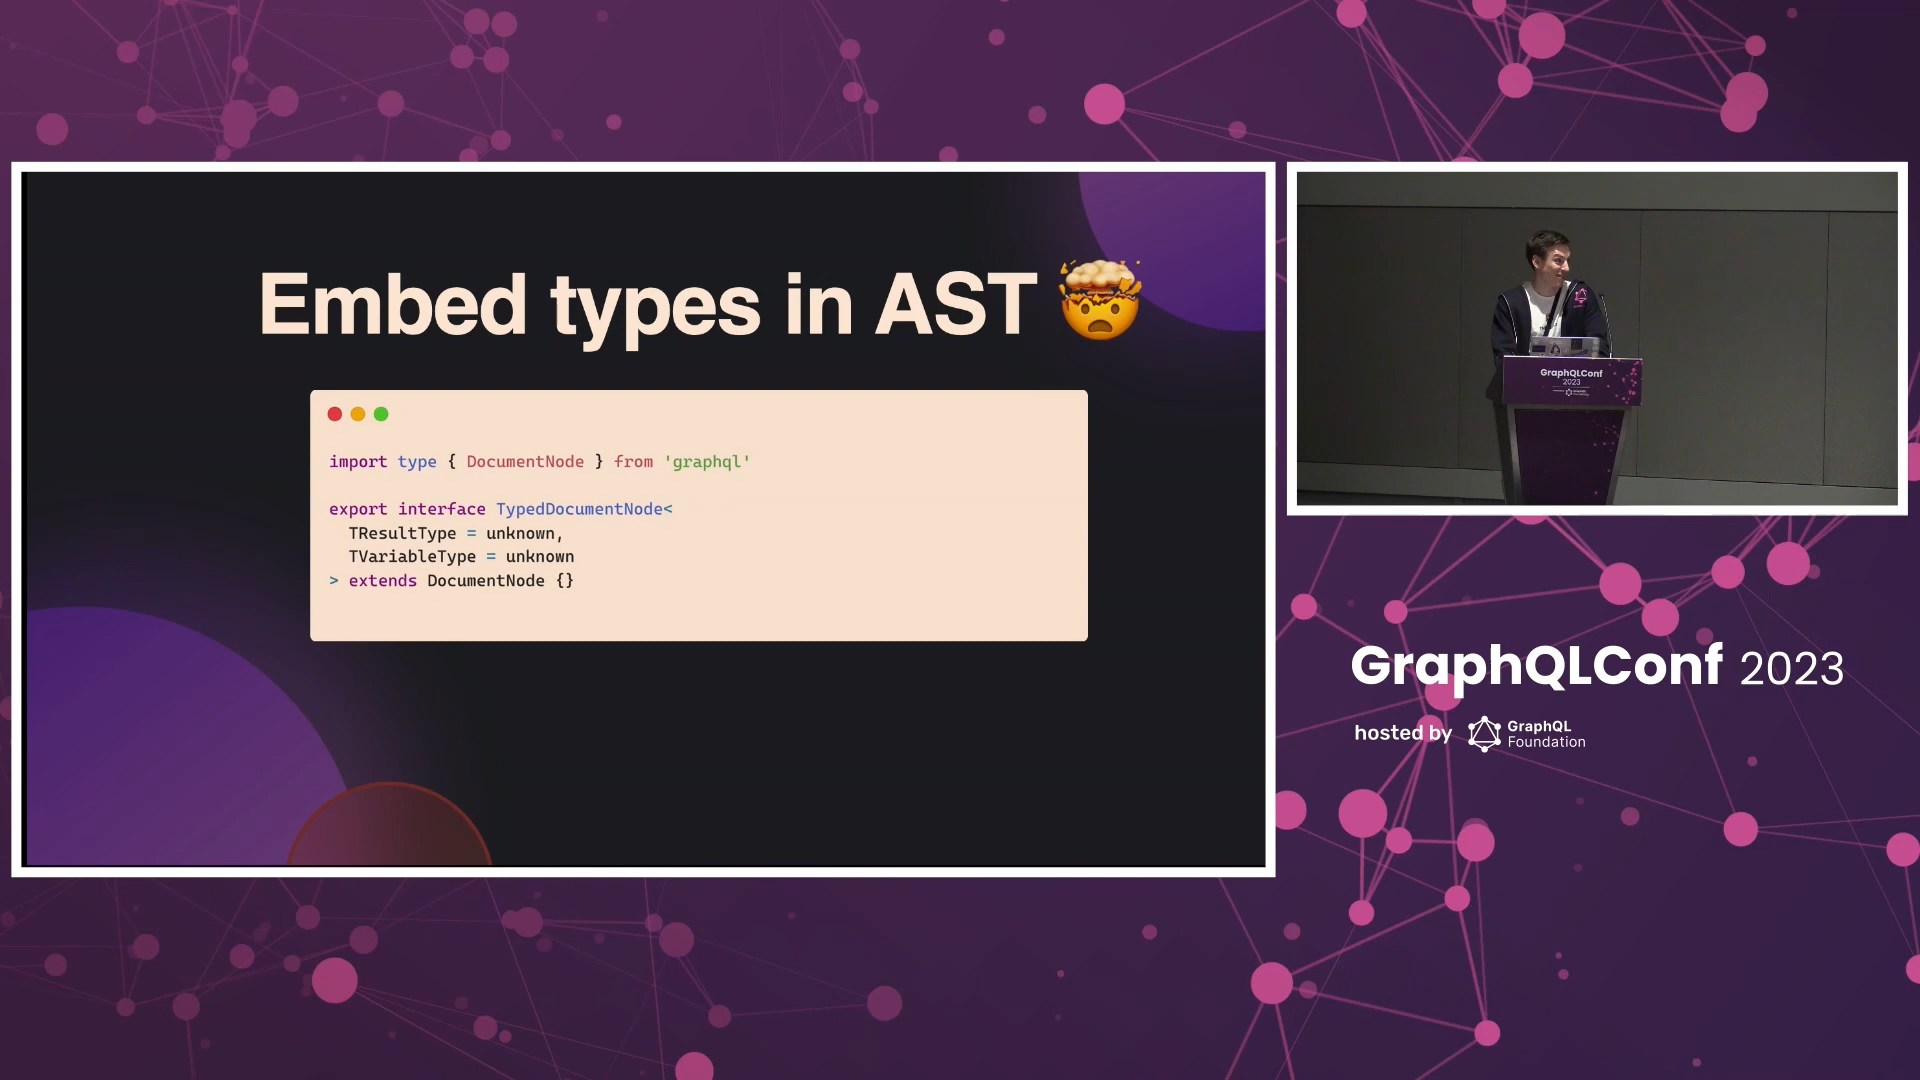 Embed types in AST
import type { DocumentNode } from 'graphql'
export interface TypedDocumentNode<
TResultType = unknown,
TVariableType = unknown
> extends DocumentNode {}
GraphQLConf
2023
GraphQLConf 2023
hosted by GraphQL Foundation